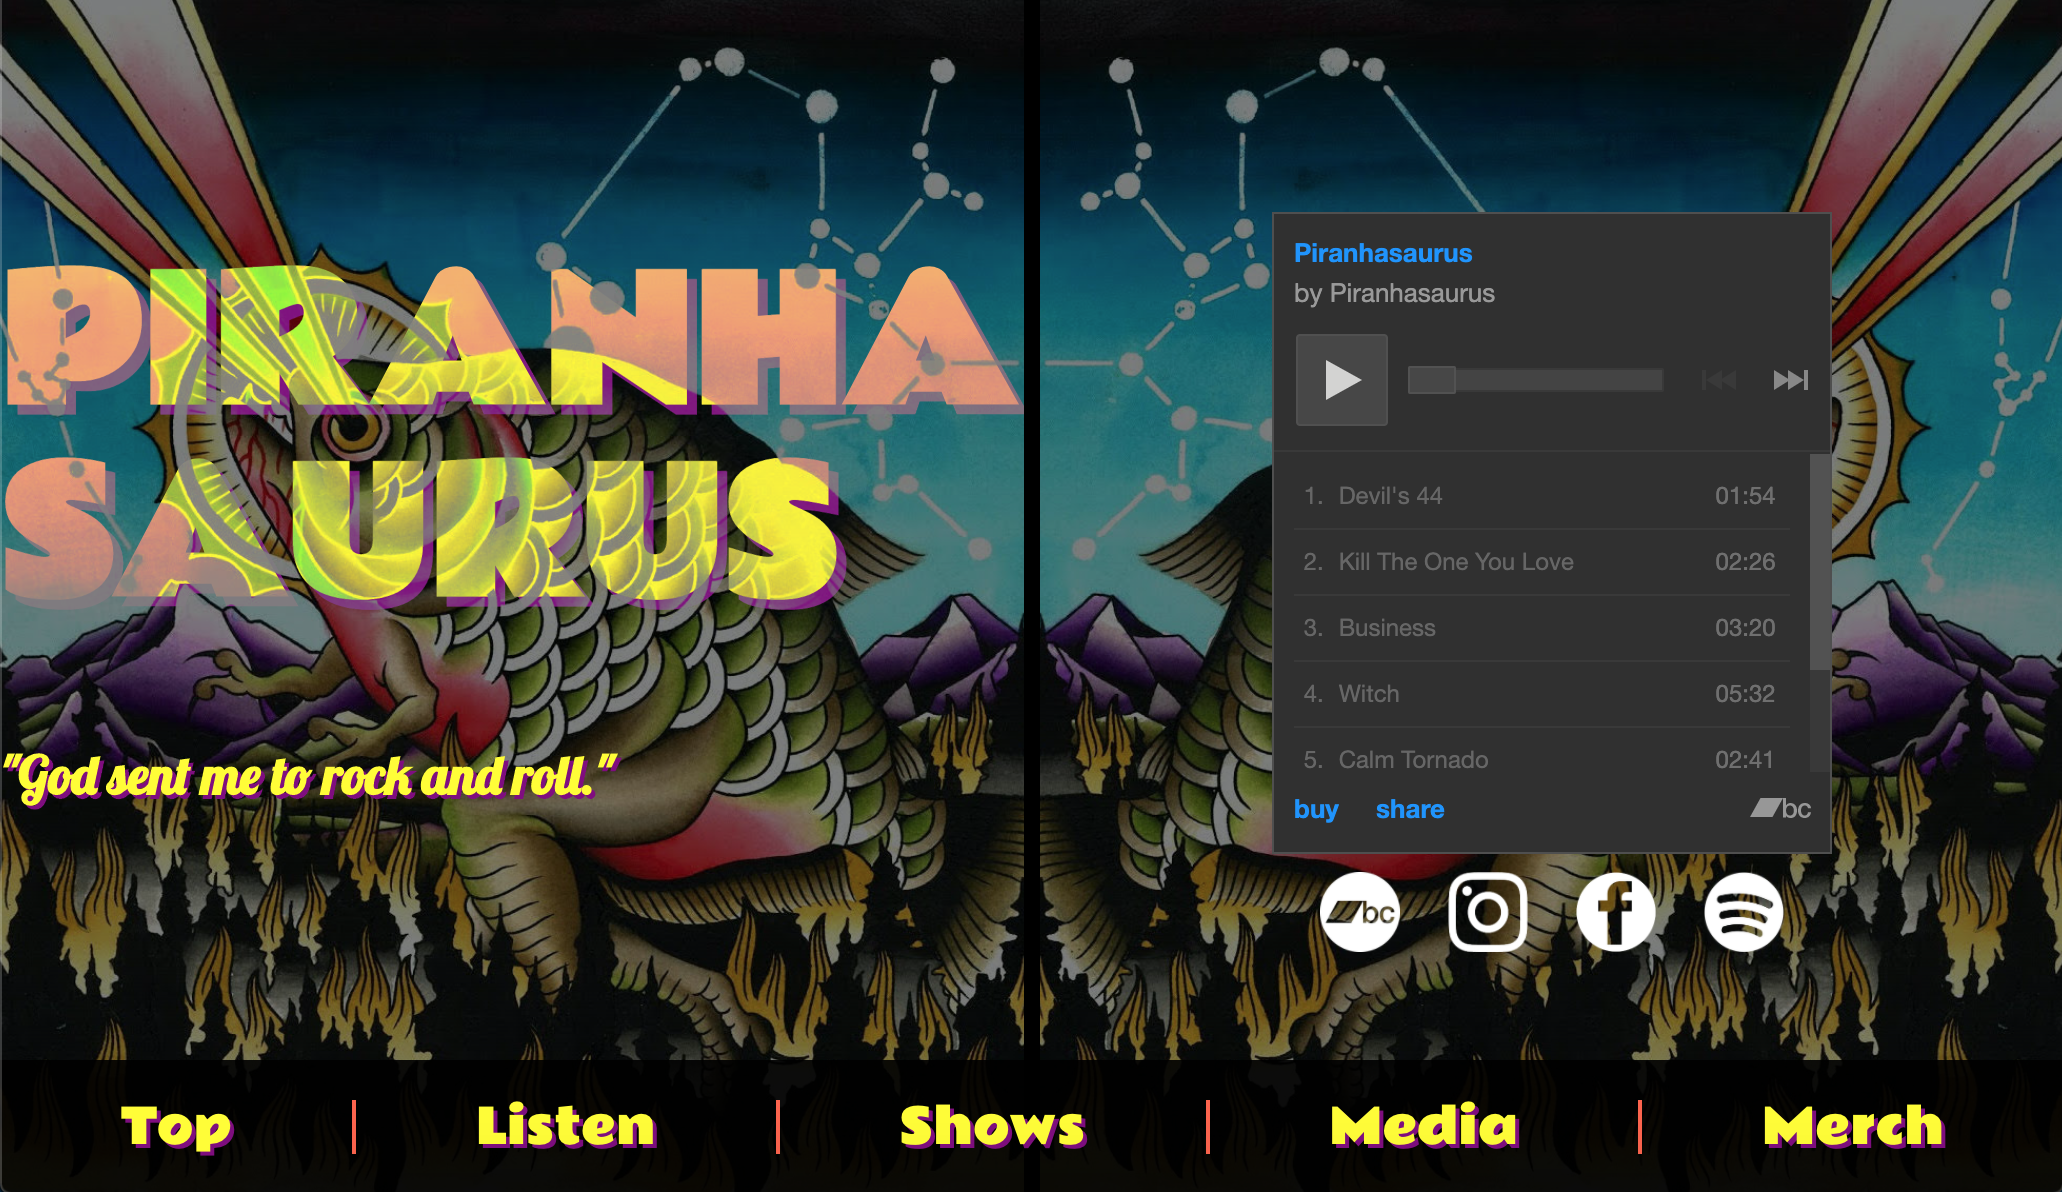 PIRANHA
SAURUS
"God sent me to rock and roll."
Piranhasaurus
by Piranhasaurus
1. Devil's 44 01:54
2. Kill The One You Love 02:26
3. Business 03:20
4. Witch 05:32
5. Calm Tornado 02:41
buy share bc
bc
Top Listen Shows Media Merch